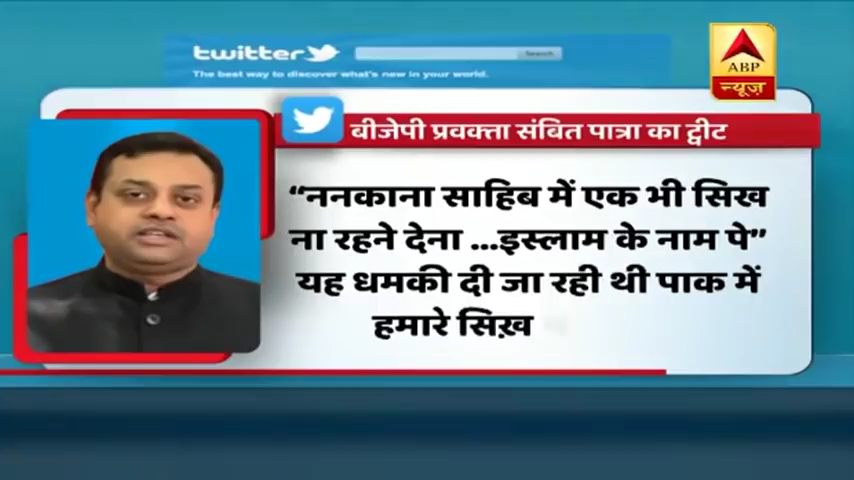 twitter
Search
The best way to discover what's new in your world.
ABP
न्यूज़
बीजेपी प्रवक्ता संबित पात्रा का ट्वीट
“ननकाना साहिब में एक भी सिख
ना रहने देना ...इस्लाम के नाम पे”
यह धमकी दी जा रही थी पाक में
हमारे सिख़